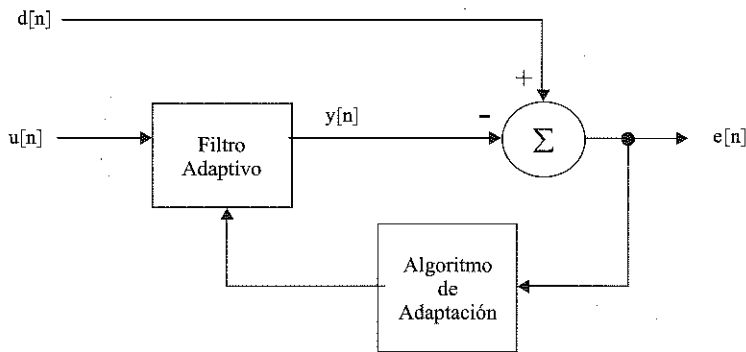 d[n]
+
u[n]
Filtro
Adaptivo
y[n]
-
Σ
e[n]
Algoritmo
de
Adaptación